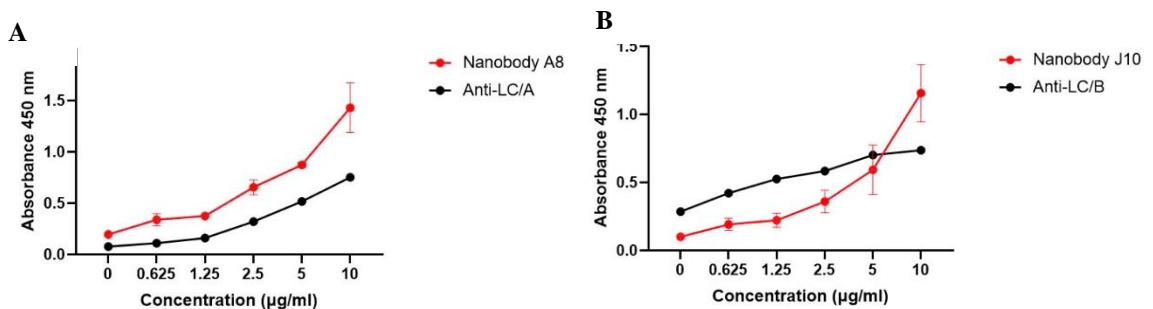 A
Absorbance 450 nm
1.5
1.0
0.5
0.0
0 0.625 1.25 2.5 5 10
Concentration (µg/ml)
Nanobody A8
Anti-LC/A
B
Absorbance 450 nm
1.5
1.0
0.5
0.0
0 0.625 1.25 2.5 5 10
Concentration (µg/ml)
Nanobody J10
Anti-LC/B